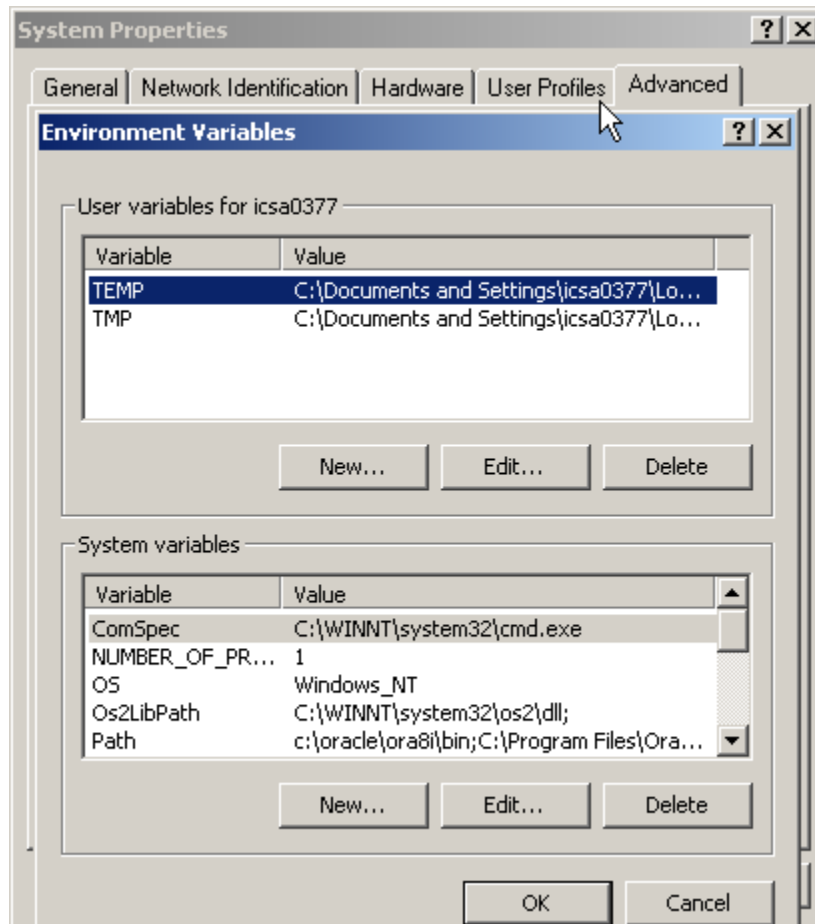 System Properties
General Network Identification Hardware User Profiles Advanced
Environment Variables
User variables for icsa0377
Variable Value
TEMP C:\Documents and Settings\icsa0377\Lo...
TMP C:\Documents and Settings\icsa0377\Lo...
New... Edit... Delete
System variables
Variable Value
ComSpec C:\WINNT\system32\cmd.exe
NUMBER_OF_PR... 1
OS Windows_NT
Os2LibPath C:\WINNT\system32\os2\dll;
Path c:\oracle\ora8i\bin;C:\Program Files\Ora...
New... Edit... Delete
OK Cancel